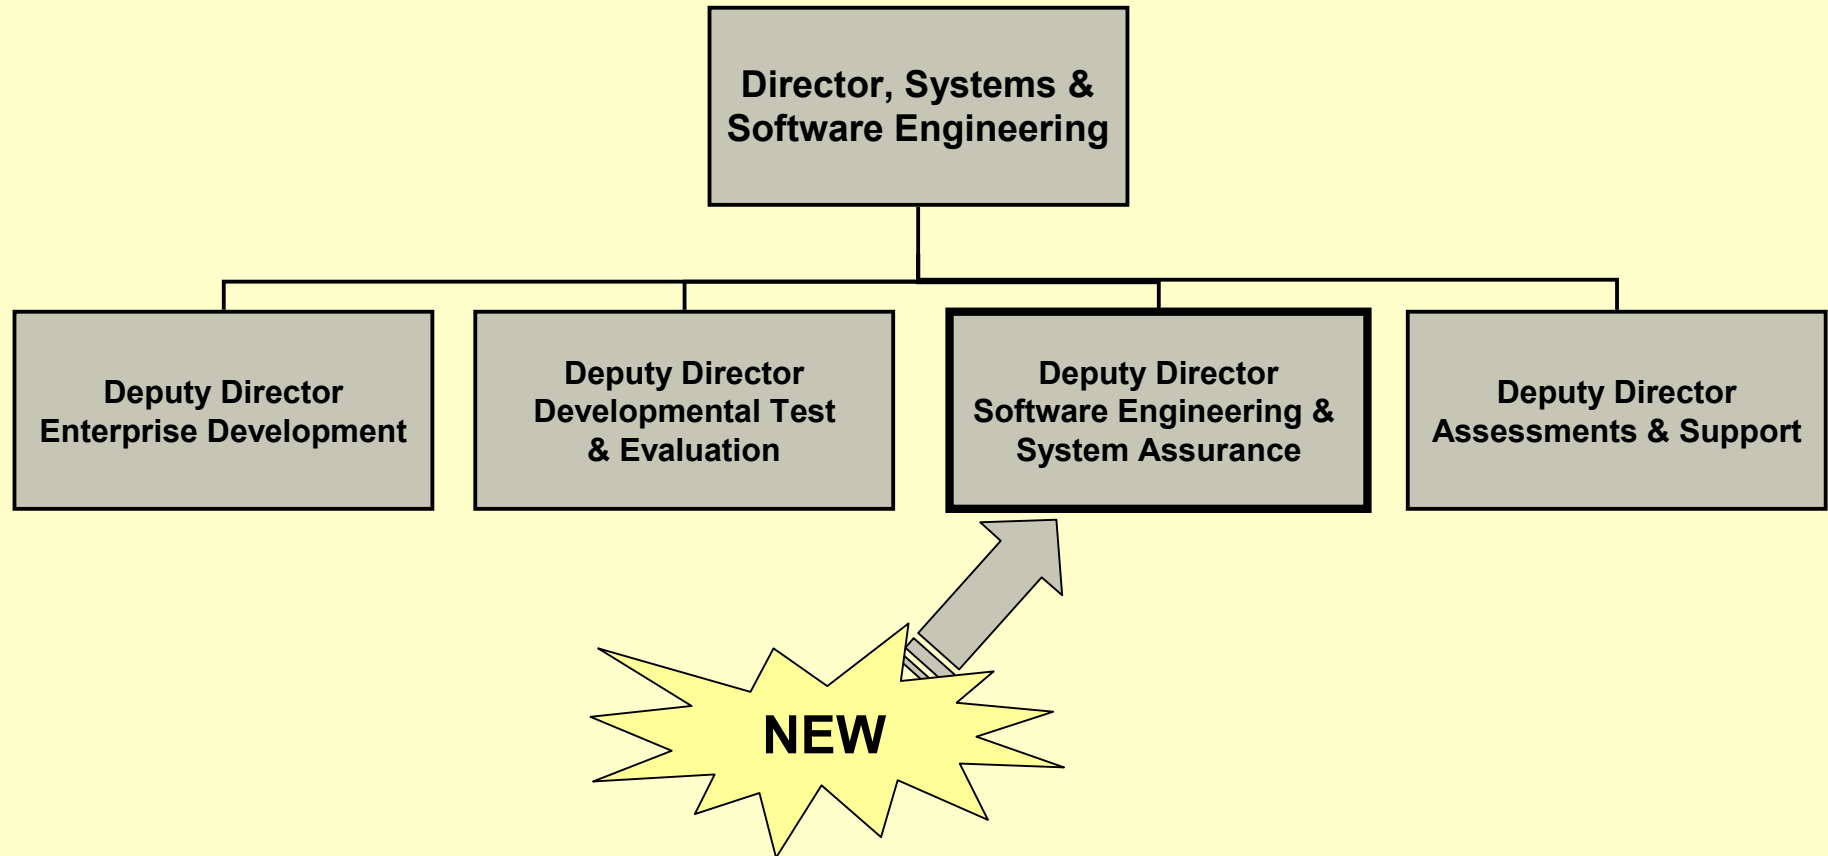 Director, Systems &
Software Engineering
Deputy Director
Enterprise Development
Deputy Director
Developmental Test
& Evaluation
Deputy Director
Software Engineering &
System Assurance
Deputy Director
Assessments & Support
NEW